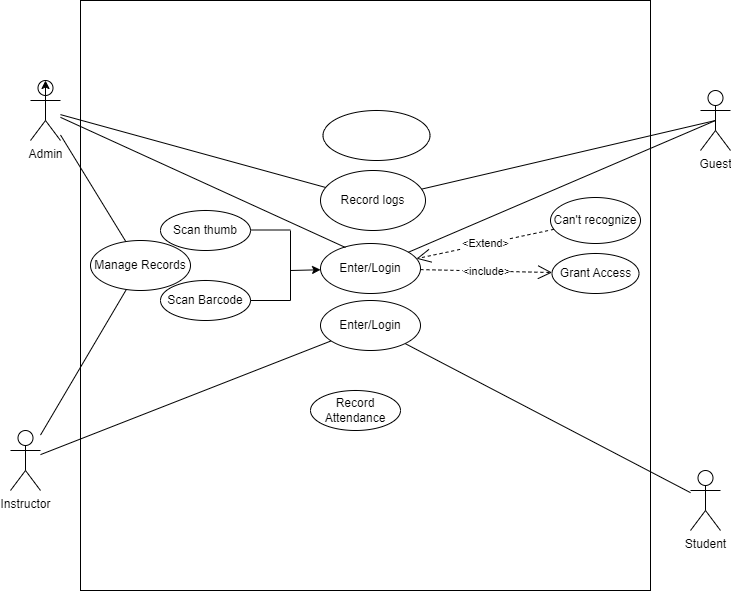 Admin
Guest
Record logs
Scan thumb
Can't recognize
<Extend>
Manage Records
Enter/Login
<include>
Grant Access
Scan Barcode
Enter/Login
Record
Attendance
Instructor
Student